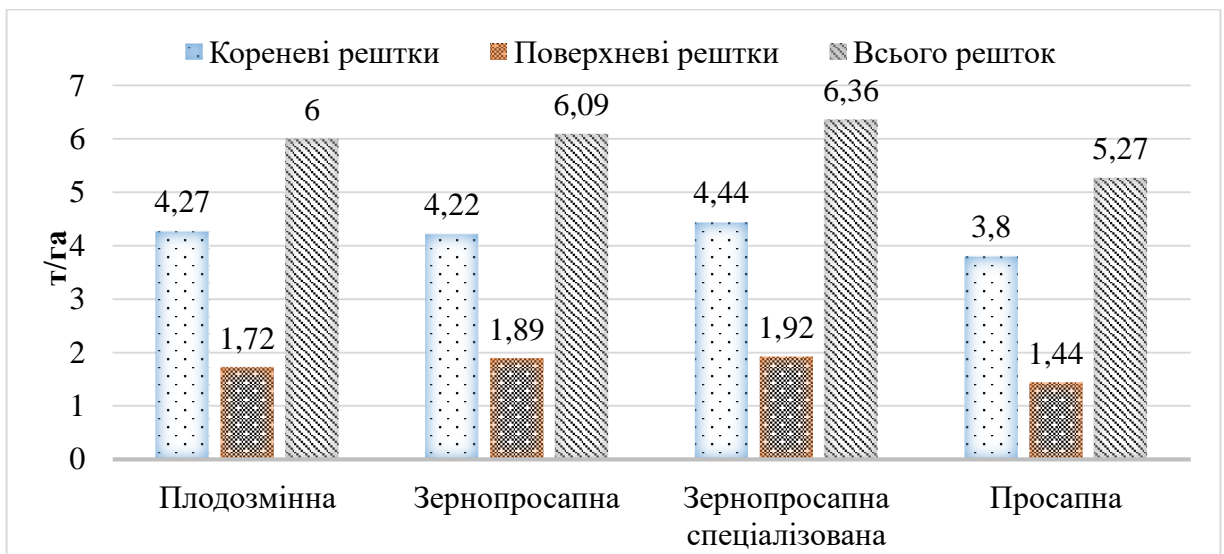 Кореневі рештки Поверхневі рештки Всього решток
7
6
5
4
3
2
1
0
т/га
4,27
1,72
6
4,22
1,89
6,09
4,44
1,92
6,36
3,8
1,44
5,27
Плодозмінна
Зернопросапна
Зернопросапна
спеціалізована
Просапна